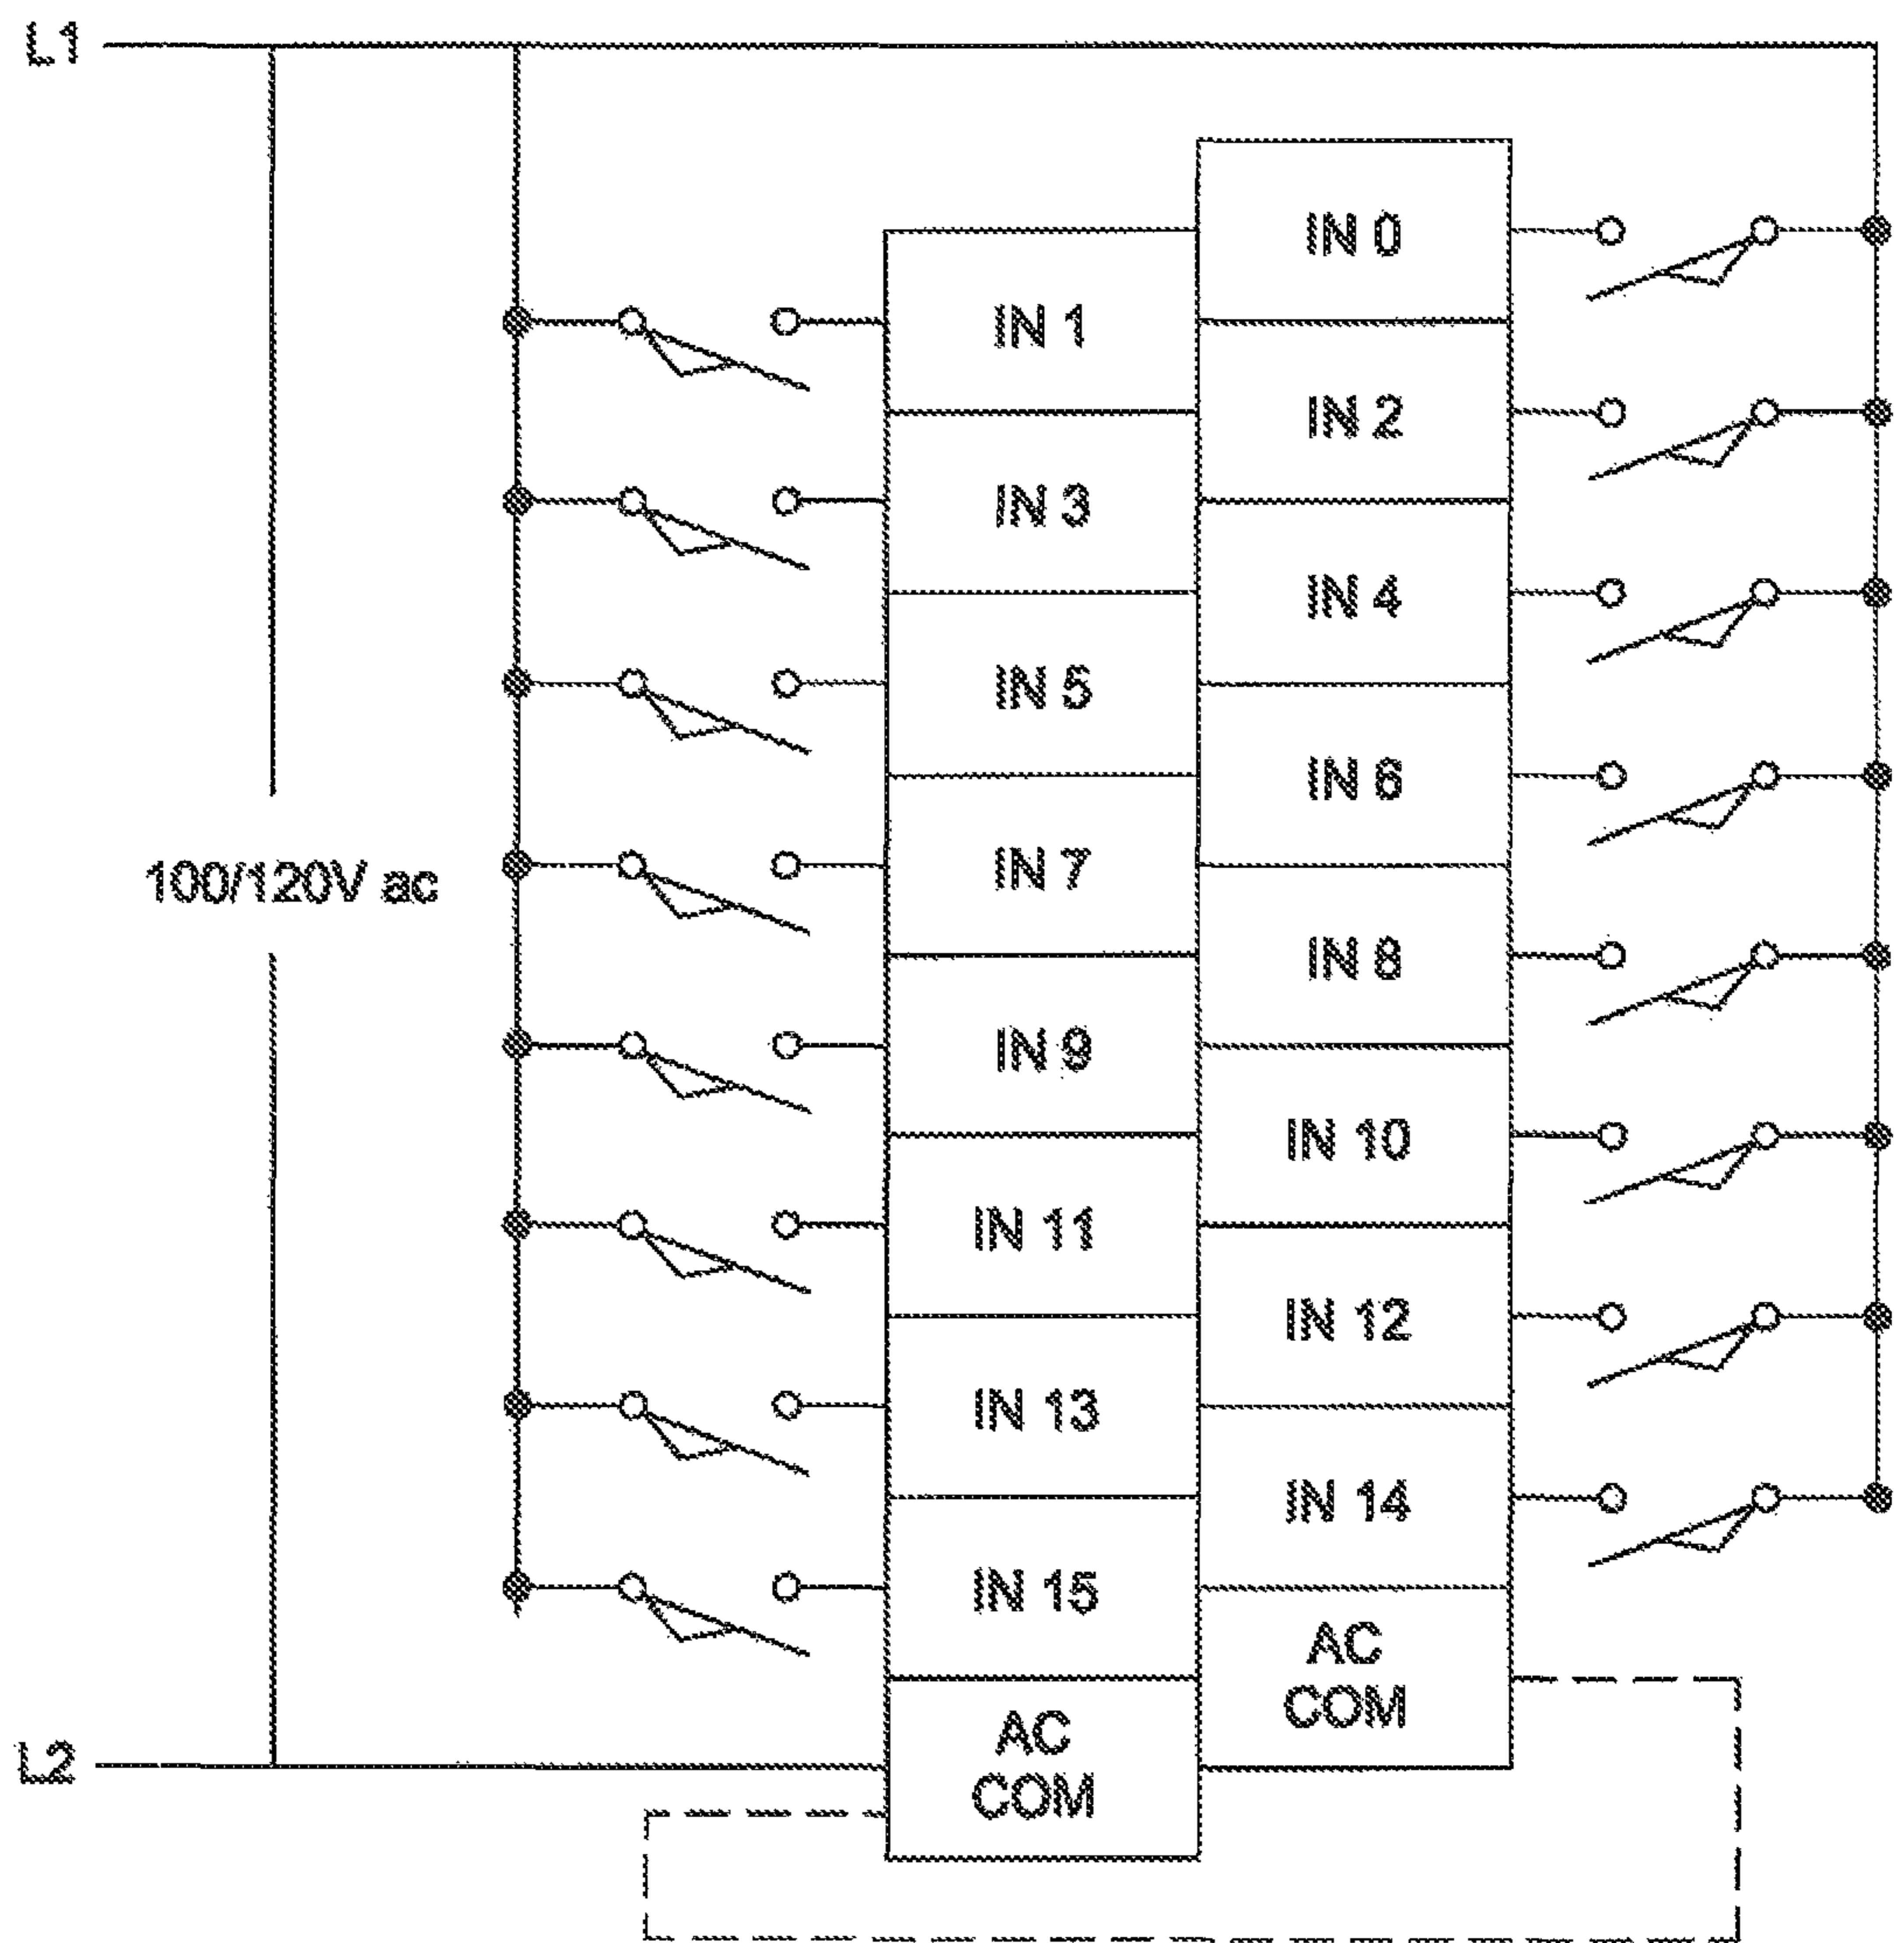 L1
IN 0
IN 1
IN 2
IN 3
IN 4
IN 5
IN 6
IN 7
100/120V ac
IN 8
IN 9
IN 10
IN 11
IN 12
IN 13
IN 14
IN 15
AC
COM
AC
COM
L2